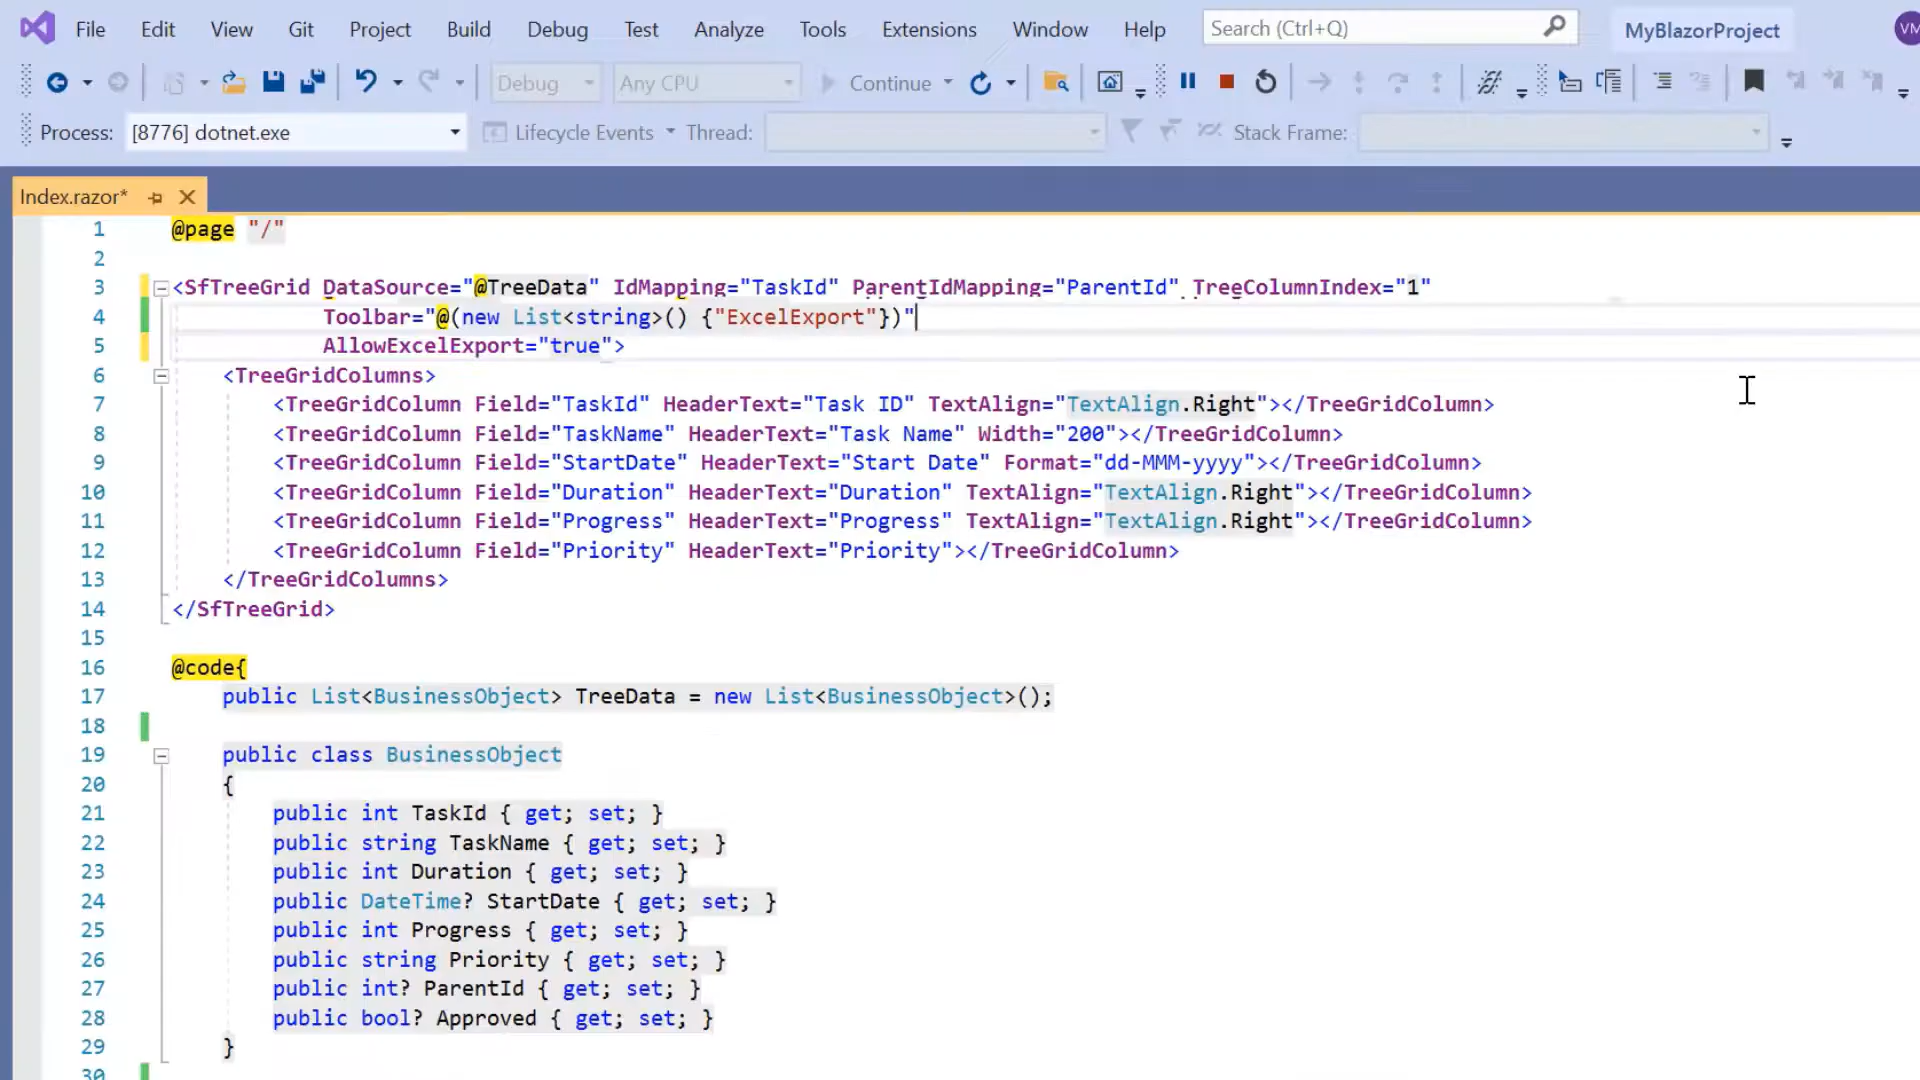 File Edit View Git Project Build Debug Test Analyze Tools Extensions Window Help Search (Ctrl+Q) MyBlazorProject VM
Debug Any CPU Continue
Process: [8776] dotnet.exe Lifecycle Events Thread: Stack Frame:
Index.razor*
1 @page "/"
2
3 <SfTreeGrid DataSource="@TreeData" IdMapping="TaskId" ParentIdMapping="ParentId" TreeColumnIndex="1"
4 Toolbar="@(new List<string>() {"ExcelExport"})"
5 AllowExcelExport="true">
6 <TreeGridColumns>
7 <TreeGridColumn Field="TaskId" HeaderText="Task ID" TextAlign="TextAlign.Right"></TreeGridColumn>
8 <TreeGridColumn Field="TaskName" HeaderText="Task Name" Width="200"></TreeGridColumn>
9 <TreeGridColumn Field="StartDate" HeaderText="Start Date" Format="dd-MMM-yyyy"></TreeGridColumn>
10 <TreeGridColumn Field="Duration" HeaderText="Duration" TextAlign="TextAlign.Right"></TreeGridColumn>
11 <TreeGridColumn Field="Progress" HeaderText="Progress" TextAlign="TextAlign.Right"></TreeGridColumn>
12 <TreeGridColumn Field="Priority" HeaderText="Priority"></TreeGridColumn>
13 </TreeGridColumns>
14 </SfTreeGrid>
15
16 @code{
17 public List<BusinessObject> TreeData = new List<BusinessObject>();
18
19 public class BusinessObject
20 {
21 public int TaskId { get; set; }
22 public string TaskName { get; set; }
23 public int Duration { get; set; }
24 public DateTime? StartDate { get; set; }
25 public int Progress { get; set; }
26 public string Priority { get; set; }
27 public int? ParentId { get; set; }
28 public bool? Approved { get; set; }
29 }
30